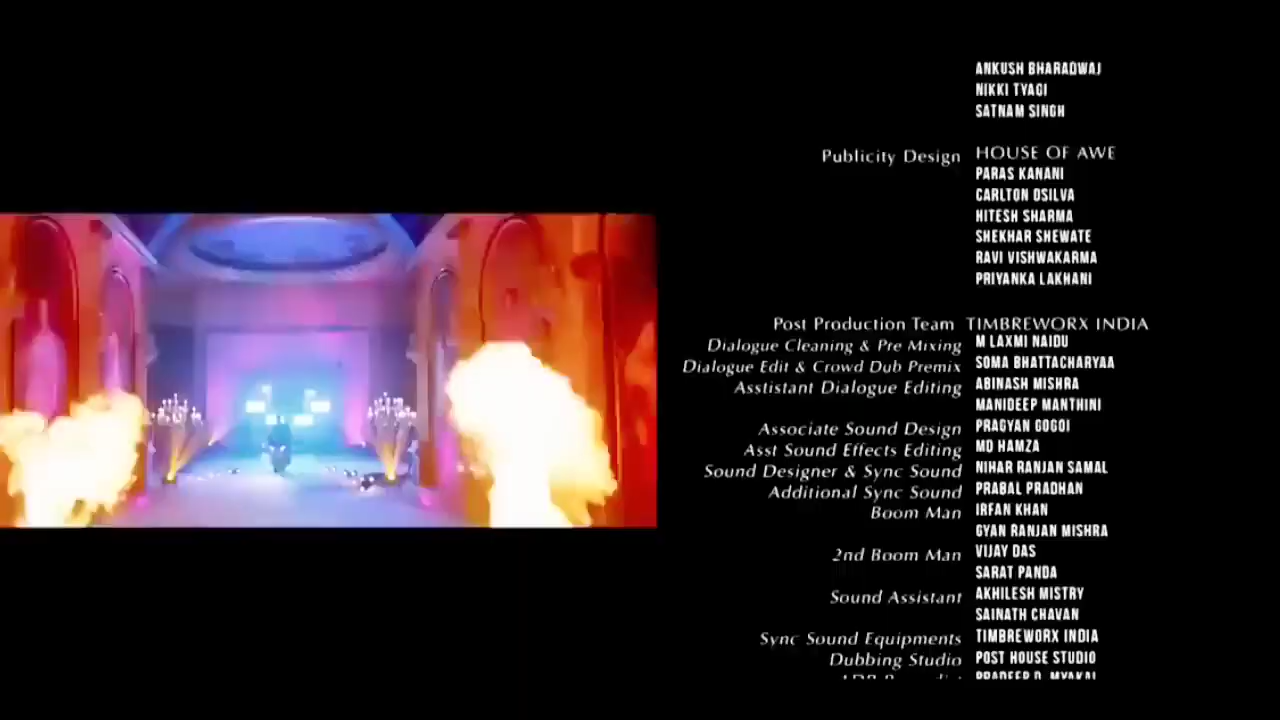 ANKUSH BHARADWAJ
NIKKI TYAGI
SATNAM SINGH
Publicity Design HOUSE OF AWE
PARAS KANANI
CARLTON DSILVA
HITESH SHARMA
SHEKHAR SHEWATE
RAVI VISHWAKARMA
PRIYANKA LAKHANI
Post Production Team TIMBREWORX INDIA
Dialogue Cleaning & Pre Mixing M LAXMI NAIDU
Dialogue Edit & Crowd Dub Premix SOMA BHATTACHARYAA
Asstistant Dialogue Editing ABINASH MISHRA
MANIDEEP MANTHINI
Associate Sound Design PRAGYAN GOGOI
Asst Sound Effects Editing MD HAMZA
Sound Designer & Sync Sound NIHAR RANJAN SAMAL
Additional Sync Sound PRABAL PRADHAN
Boom Man IRFAN KHAN
GYAN RANJAN MISHRA
2nd Boom Man VIJAY DAS
SARAT PANDA
Sound Assistant AKHILESH MISTRY
SAINATH CHAVAN
Sync Sound Equipments TIMBREWORX INDIA
Dubbing Studio POST HOUSE STUDIO
PRADEEP D.